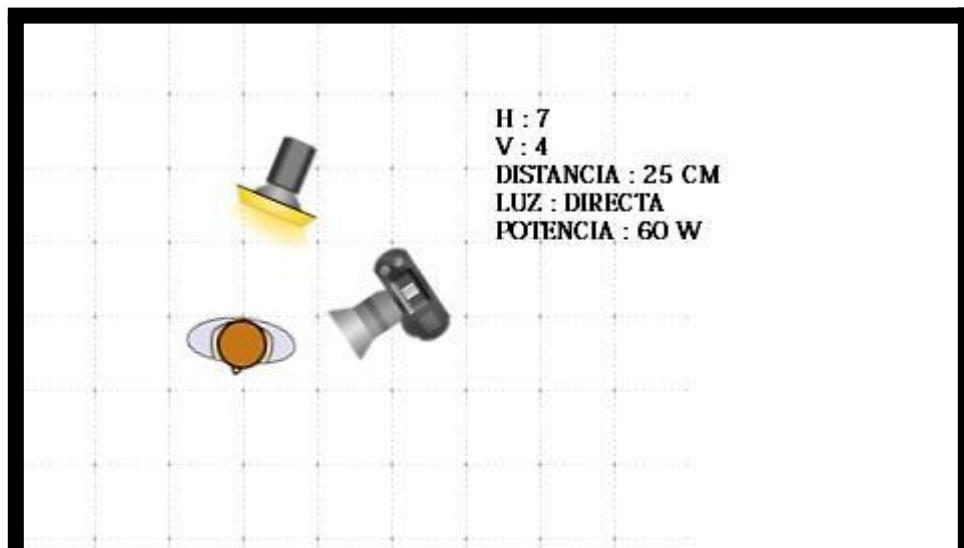 H : 7
V : 4
DISTANCIA : 25 CM
LUZ : DIRECTA
POTENCIA : 60 W